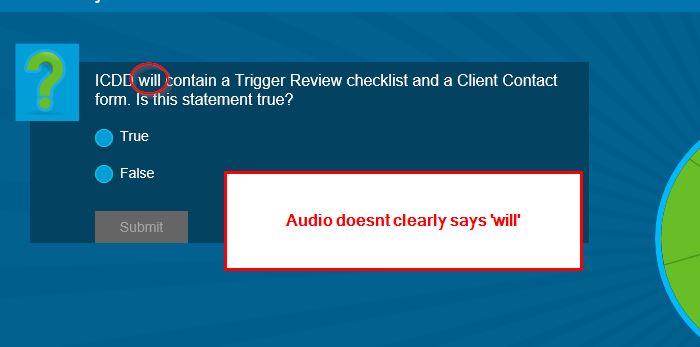 ICDD will contain a Trigger Review checklist and a Client Contact
form. Is this statement true?
True
False
Submit
Audio doesnt clearly says 'will'